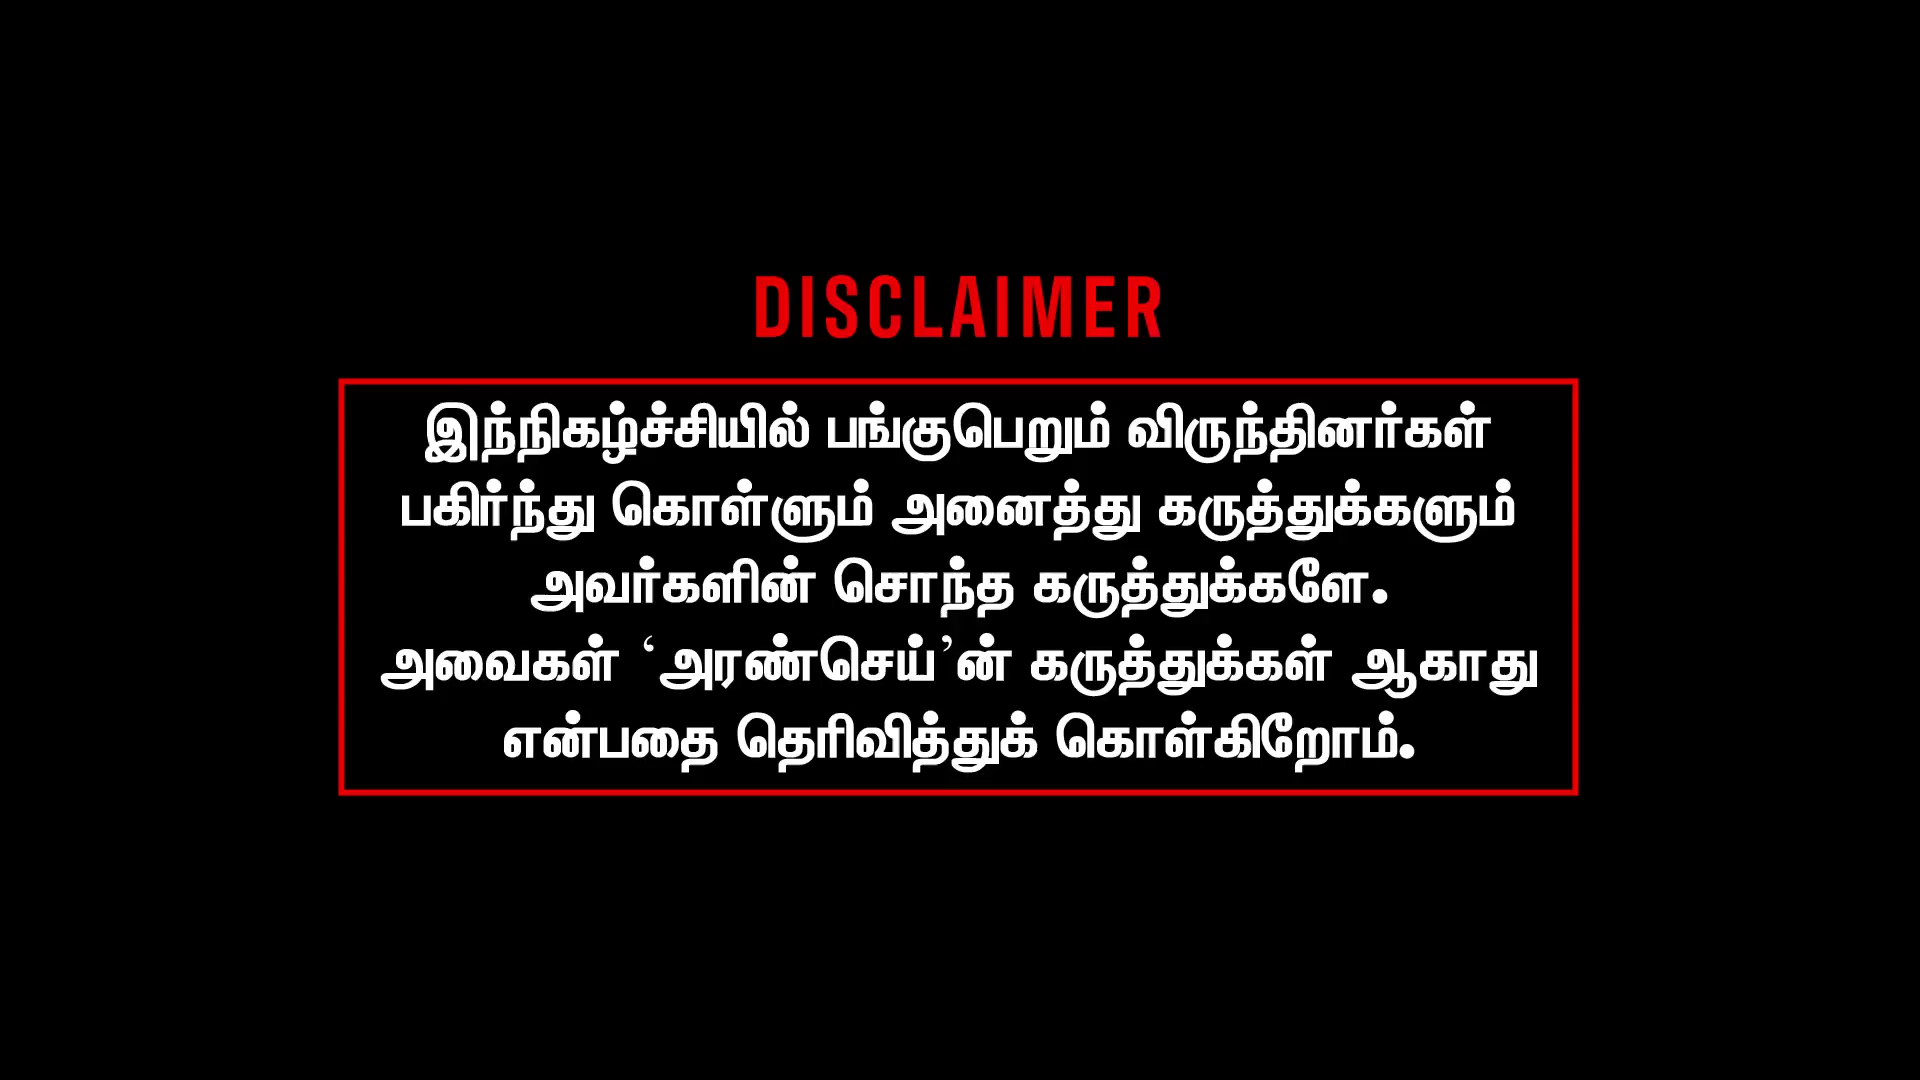 DISCLAIMER
இந்நிகழ்ச்சியில் பங்குபெறும் விருந்தினர்கள்
பகிர்ந்து கொள்ளும் அனைத்து கருத்துக்களும்
அவர்களின் சொந்த கருத்துக்களே.
அவைகள் ‘அரண்செய்’ன் கருத்துக்கள் ஆகாது
என்பதை தெரிவித்துக் கொள்கிறோம்.